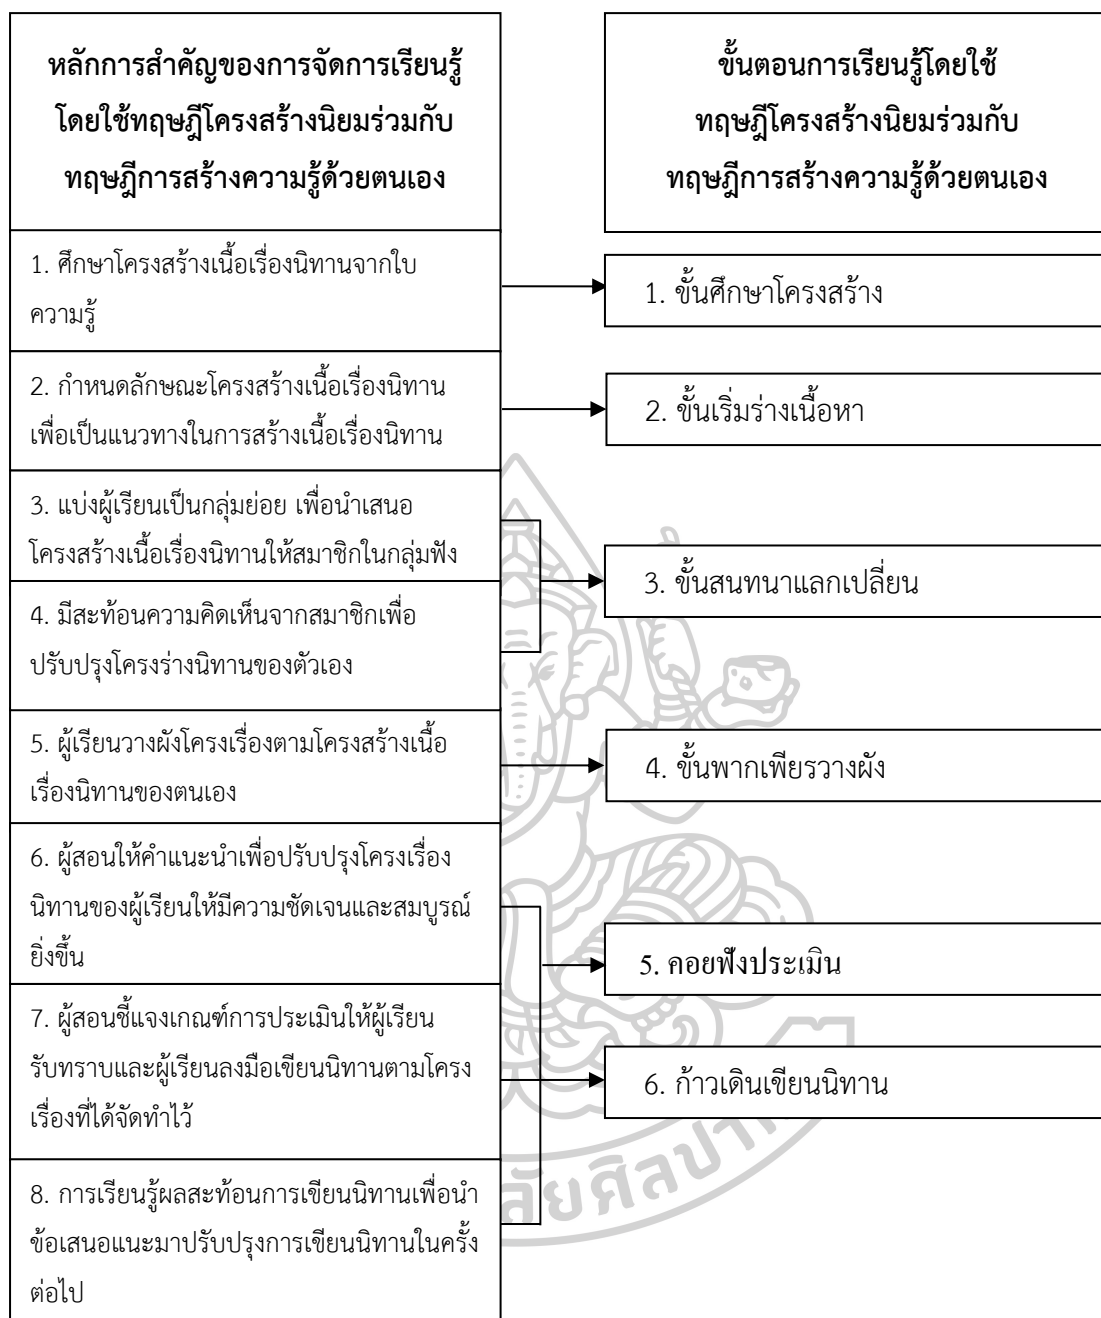 หลักการสำคัญของการจัดการเรียนรู้
โดยใช้ทฤษฎีโครงสร้างนิยมร่วมกับ
ทฤษฎีการสร้างความรู้ด้วยตนเอง
1. ศึกษาโครงสร้างเนื้อเรื่องนิทานจากใบ
ความรู้
2. กำหนดลักษณะโครงสร้างเนื้อเรื่องนิทาน
เพื่อเป็นแนวทางในการสร้างเนื้อเรื่องนิทาน
3. แบ่งผู้เรียนเป็นกลุ่มย่อย เพื่อนำเสนอ
โครงสร้างเนื้อเรื่องนิทานให้สมาชิกในกลุ่มฟัง
4. มีสะท้อนความคิดเห็นจากสมาชิกเพื่อ
ปรับปรุงโครงร่างนิทานของตัวเอง
5. ผู้เรียนวางผังโครงเรื่องตามโครงสร้างเนื้อ
เรื่องนิทานของตนเอง
6. ผู้สอนให้คำแนะนำเพื่อปรับปรุงโครงเรื่อง
นิทานของผู้เรียนให้มีความชัดเจนและสมบูรณ์
ยิ่งขึ้น
7. ผู้สอนชี้แจงเกณฑ์การประเมินให้ผู้เรียน
รับทราบและผู้เรียนลงมือเขียนนิทานตามโครง
เรื่องที่ได้จัดทำไว้
8. การเรียนรู้ผลสะท้อนการเขียนนิทานเพื่อนำ
ข้อเสนอแนะมาปรับปรุงการเขียนนิทานในครั้ง
ต่อไป
ขั้นตอนการเรียนรู้โดยใช้
ทฤษฎีโครงสร้างนิยมร่วมกับ
ทฤษฎีการสร้างความรู้ด้วยตนเอง
1. ขั้นศึกษาโครงสร้าง
2. ขั้นเริ่มร่างเนื้อหา
3. ขั้นสนทนาแลกเปลี่ยน
4. ขั้นพากเพียรวางผัง
5. คอยฟังประเมิน
6. ก้าวเดินเขียนนิทาน